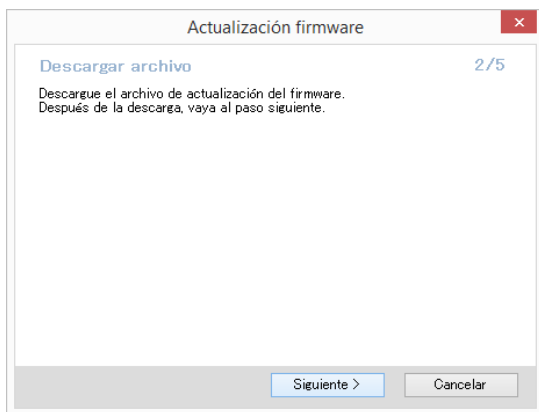 Actualización firmware
Descargar archivo 2/5
Descargue el archivo de actualización del firmware.
Después de la descarga, vaya al paso siguiente.
Siguiente > Cancelar